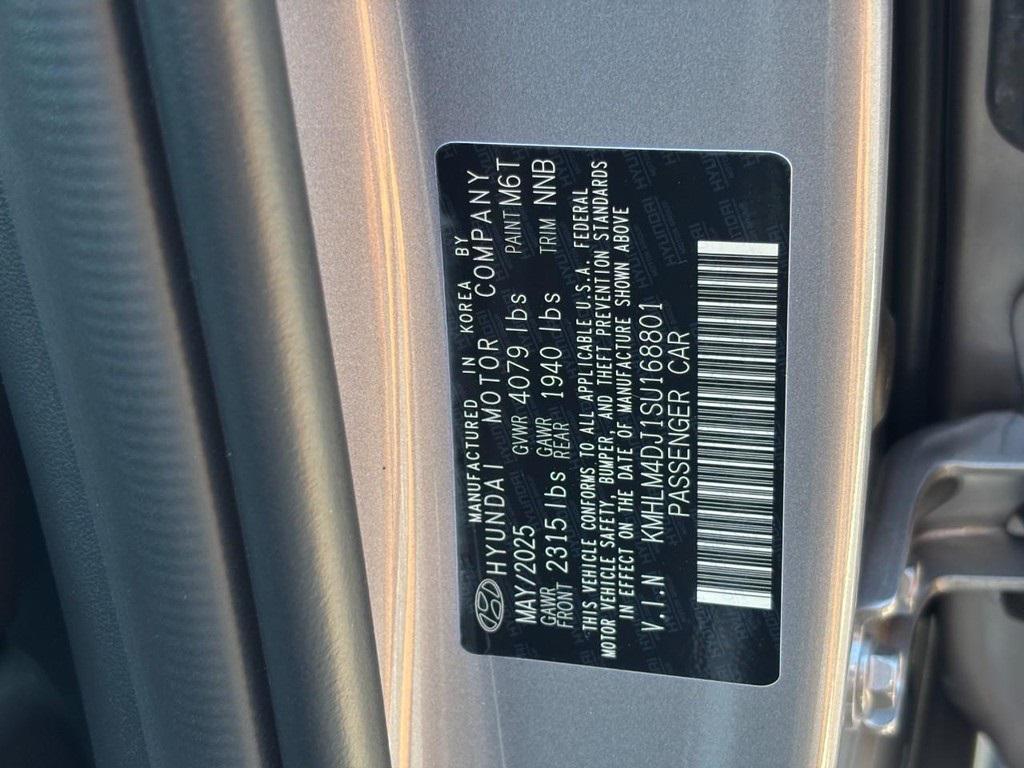 MANUFACTURED IN KOREA BY
HYUNDAI MOTOR COMPANY
MAY/2025 GVWR 4079 lbs PAINT M6T
GAWR FRONT 2315 lbs GAWR REAR 1940 lbs TRIM NNB
THIS VEHICLE CONFORMS TO ALL APPLICABLE U.S.A. FEDERAL
MOTOR VEHICLE SAFETY, BUMPER, AND THEFT PREVENTION STANDARDS
IN EFFECT ON THE DATE OF MANUFACTURE SHOWN ABOVE
V.I.N KMHLM4DJ1SU168801
PASSENGER CAR